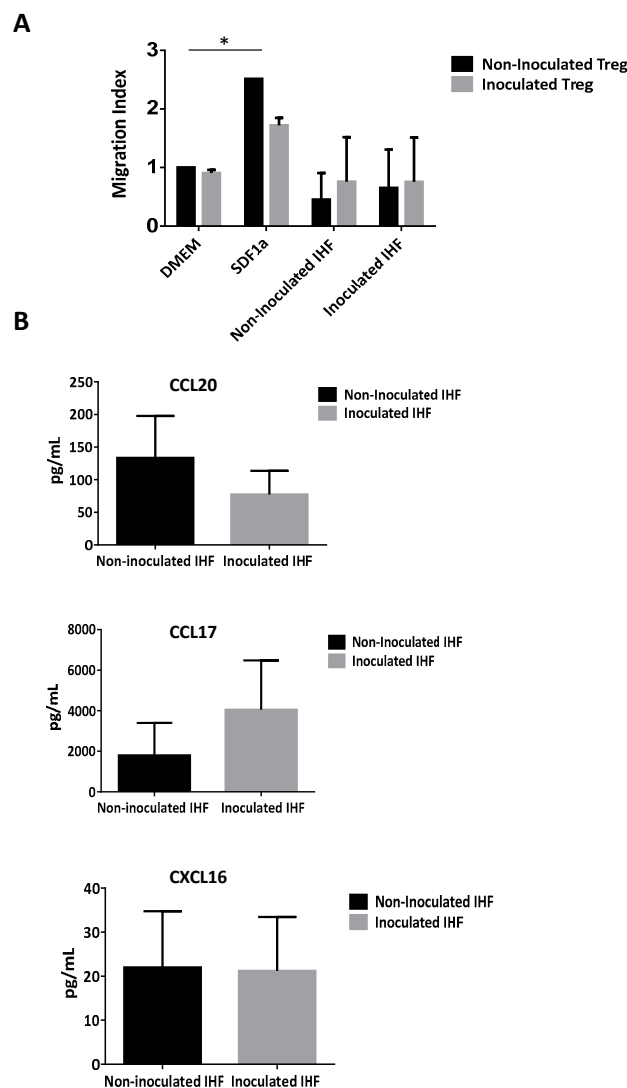 A
*
Migration Index
3
2
1
0
Non-Inoculated Treg
Inoculated Treg
DMEM
SDF1a
Non-Inoculated IHF
Inoculated IHF
B
CCL20
pg/mL
250
200
150
100
50
0
Non-Inoculated IHF
Inoculated IHF
Non-inoculated IHF Inoculated IHF
CCL17
pg/mL
8000
6000
4000
2000
0
Non-Inoculated IHF
Inoculated IHF
Non-inoculated IHF Inoculated IHF
CXCL16
pg/mL
40
30
20
10
0
Non-Inoculated IHF
Inoculated IHF
Non-inoculated IHF Inoculated IHF